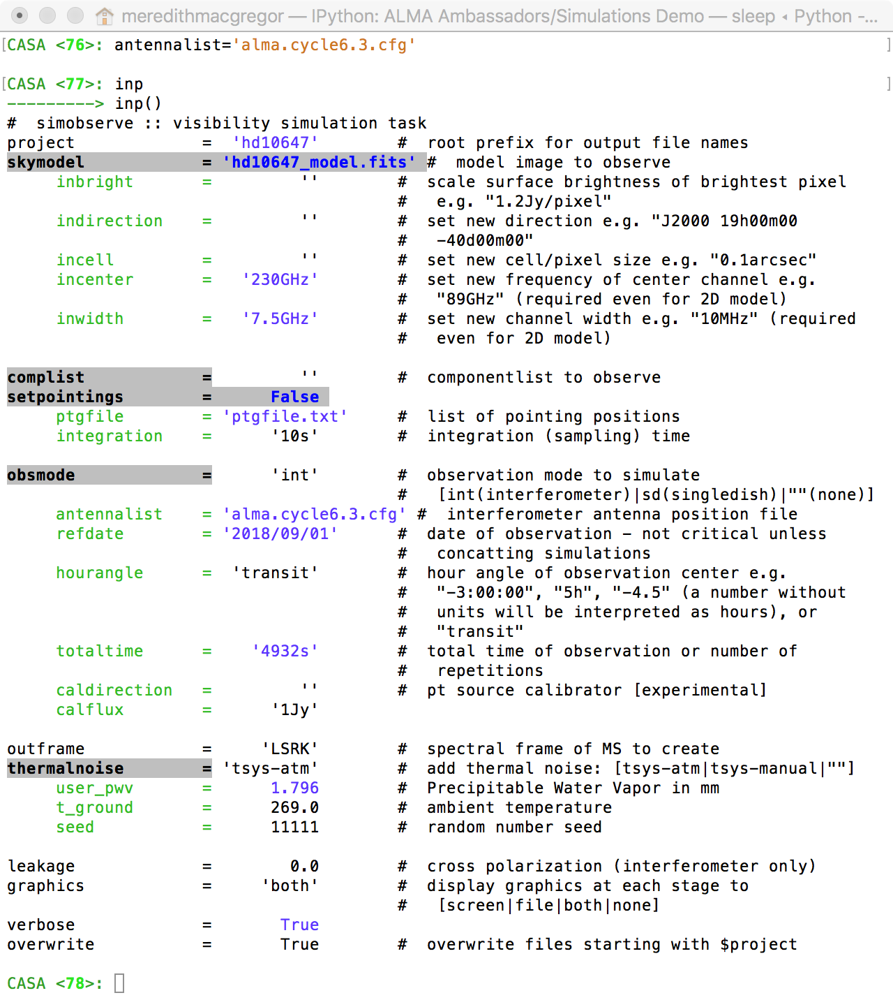 meredithmacgregor — IPython: ALMA Ambassadors/Simulations Demo — sleep ◂ Python -...
CASA <76>: antennalist='alma.cycle6.3.cfg'
CASA <77>: inp
---------> inp()
#  simobserve :: visibility simulation task
project             =  'hd10647'        #  root prefix for output file names
skymodel            = 'hd10647_model.fits' #  model image to observe
     inbright       =         ''        #  scale surface brightness of brightest pixel
                                        #   e.g. "1.2Jy/pixel"
     indirection    =         ''        #  set new direction e.g. "J2000 19h00m00
                                        #   -40d00m00"
     incell         =         ''        #  set new cell/pixel size e.g. "0.1arcsec"
     incenter       =   '230GHz'        #  set new frequency of center channel e.g.
                                        #   "89GHz" (required even for 2D model)
     inwidth        =   '7.5GHz'        #  set new channel width e.g. "10MHz" (required
                                        #   even for 2D model)
complist            =         ''        #  componentlist to observe
setpointings        =      False
     ptgfile        = 'ptgfile.txt'     #  list of pointing positions
     integration    =      '10s'        #  integration (sampling) time
obsmode             =      'int'        #  observation mode to simulate
                                        #   [int(interferometer)|sd(singledish)|""(none)]
     antennalist    = 'alma.cycle6.3.cfg' #  interferometer antenna position file
     refdate        = '2018/09/01'      #  date of observation - not critical unless
                                        #   concatting simulations
     hourangle      =  'transit'        #  hour angle of observation center e.g.
                                        #   "-3:00:00", "5h", "-4.5" (a number without
                                        #   units will be interpreted as hours), or
                                        #   "transit"
     totaltime      =    '4932s'        #  total time of observation or number of
                                        #   repetitions
     caldirection   =         ''        #  pt source calibrator [experimental]
     calflux        =      '1Jy'
outframe            =     'LSRK'        #  spectral frame of MS to create
thermalnoise        = 'tsys-atm'        #  add thermal noise: [tsys-atm|tsys-manual|""]
     user_pwv       =      1.796        #  Precipitable Water Vapor in mm
     t_ground       =      269.0        #  ambient temperature
     seed           =      11111        #  random number seed
leakage             =        0.0        #  cross polarization (interferometer only)
graphics            =     'both'        #  display graphics at each stage to
                                        #   [screen|file|both|none]
verbose             =       True
overwrite           =       True        #  overwrite files starting with $project
CASA <78>: